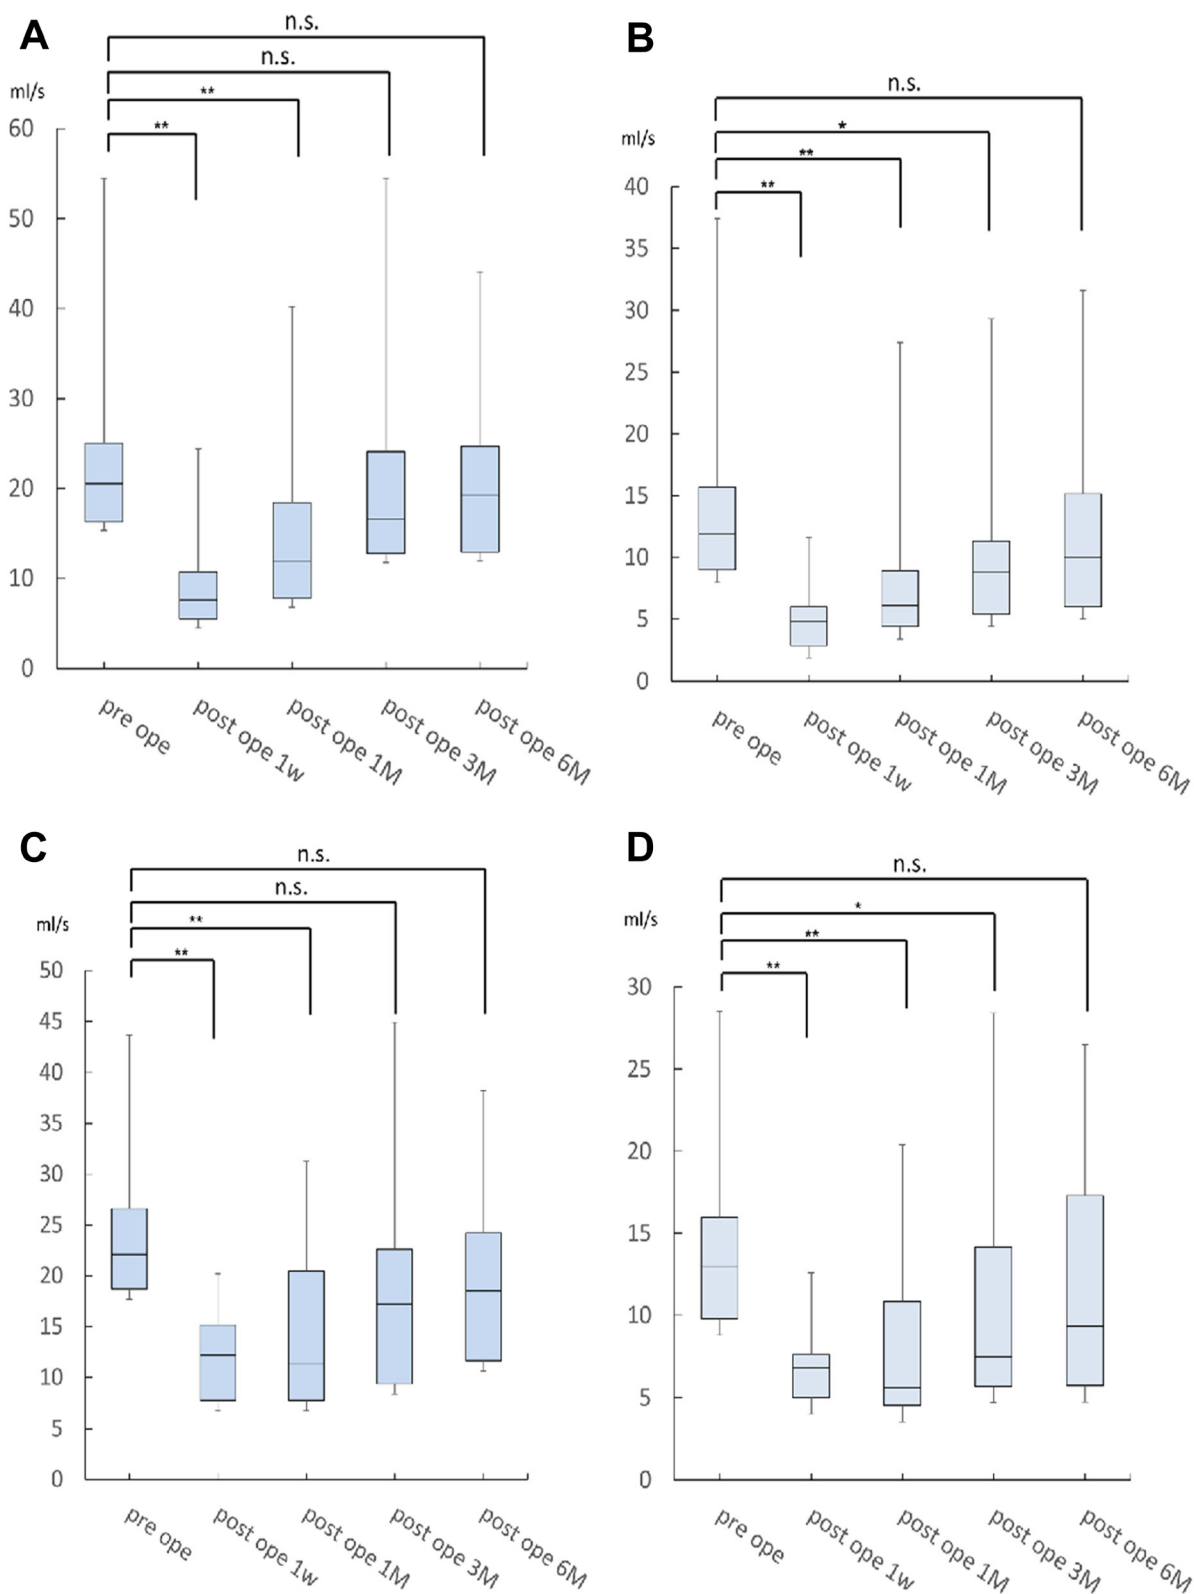 A
n.s.
n.s.
**
**
ml/s
60
50
40
30
20
10
0
pre ope
post ope 1w
post ope 1M
post ope 3M
post ope 6M
B
n.s.
*
**
**
ml/s
40
35
30
25
20
15
10
5
0
pre ope
post ope 1w
post ope 1M
post ope 3M
post ope 6M
C
n.s.
n.s.
**
**
ml/s
50
45
40
35
30
25
20
15
10
5
0
pre ope
post ope 1w
post ope 1M
post ope 3M
post ope 6M
D
n.s.
*
**
**
ml/s
30
25
20
15
10
5
0
pre ope
post ope 1w
post ope 1M
post ope 3M
post ope 6M